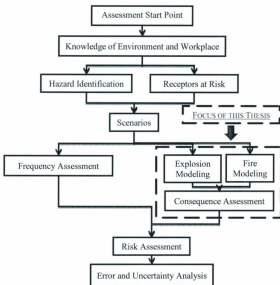 Assessment Start Point
Knowledge of Environment and Workplace
Hazard Identification
Receptors at Risk
FOCUS OF THIS THESIS
Scenarios
Frequency Assessment
Explosion
Modeling
Fire
Modeling
Consequence Assessment
Risk Assessment
Error and Uncertainty Analysis